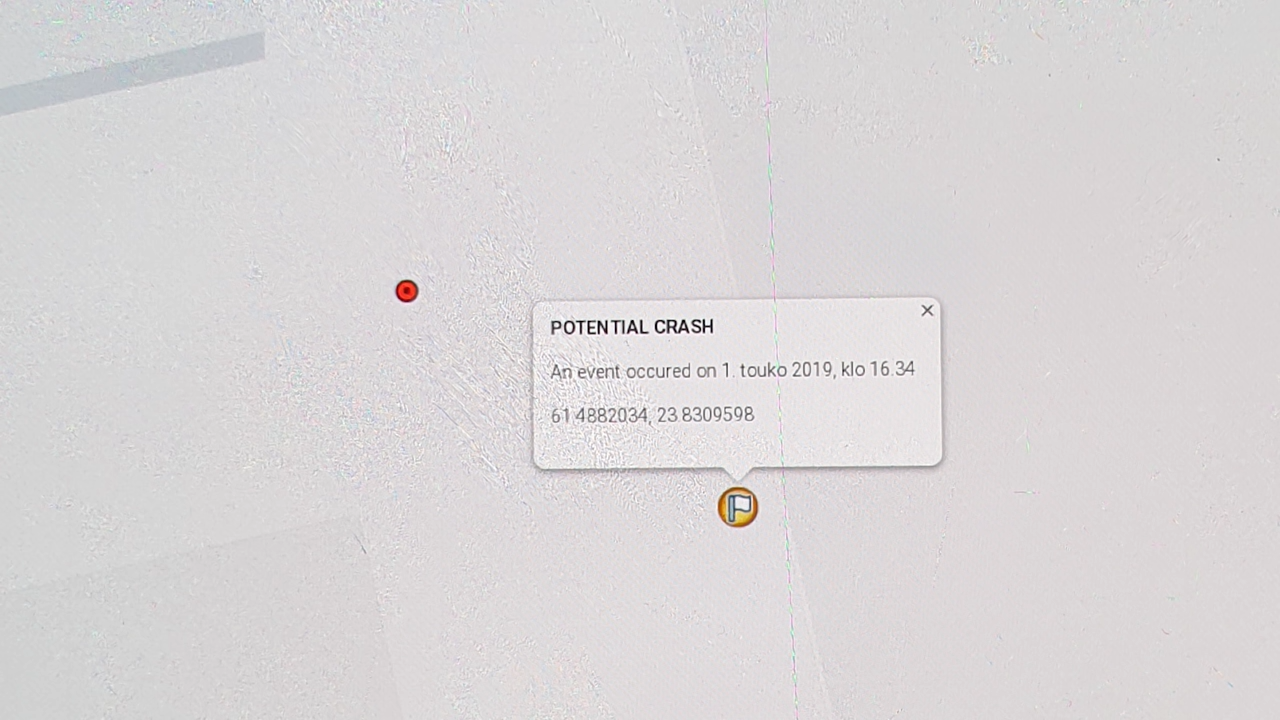 POTENTIAL CRASH
An event occured on 1. touko 2019, klo 16.34
61.4882034, 23.8309598